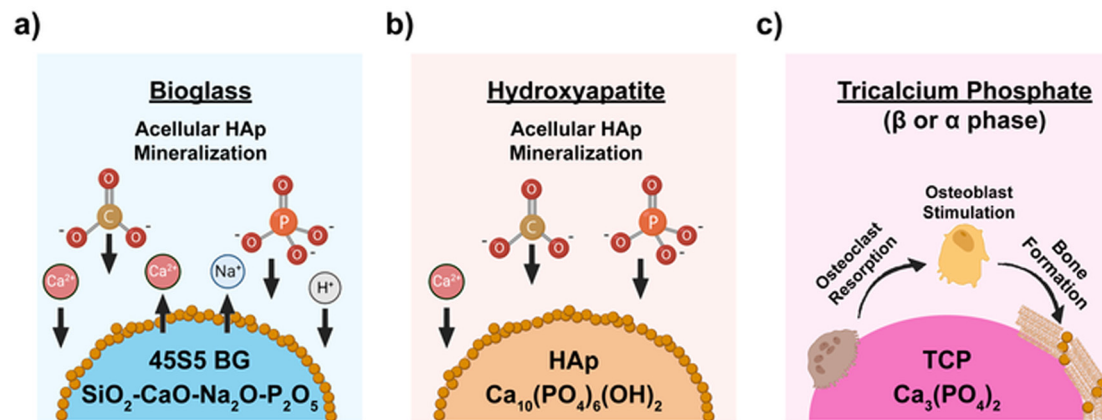 a)
Bioglass
Acellular HAp
Mineralization
O
C
O
O
-
-
O
P
O
O
O
-
-
-
Ca²⁺
Ca²⁺
Na⁺
H⁺
45S5 BG
SiO₂-CaO-Na₂O-P₂O₅
b)
Hydroxyapatite
Acellular HAp
Mineralization
O
C
O
O
-
-
O
P
O
O
O
-
-
-
Ca²⁺
HAp
Ca₁₀(PO₄)₆(OH)₂
c)
Tricalcium Phosphate
(β or α phase)
Osteoclast
Resorption
Osteoblast
Stimulation
Bone
Formation
TCP
Ca₃(PO₄)₂